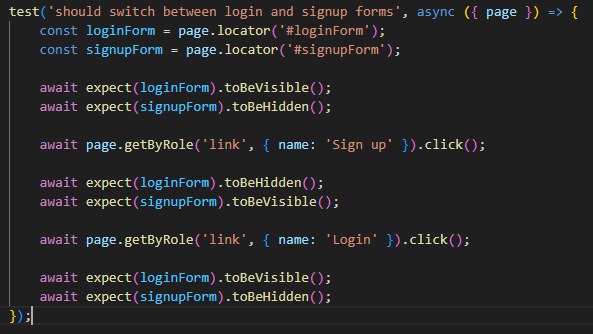 test('should switch between login and signup forms', async ({ page }) => {
    const loginForm = page.locator('#loginForm');
    const signupForm = page.locator('#signupForm');

    await expect(loginForm).toBeVisible();
    await expect(signupForm).toBeHidden();

    await page.getByRole('link', { name: 'Sign up' }).click();

    await expect(loginForm).toBeHidden();
    await expect(signupForm).toBeVisible();

    await page.getByRole('link', { name: 'Login' }).click();

    await expect(loginForm).toBeVisible();
    await expect(signupForm).toBeHidden();
});